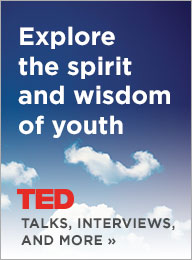 Explore
the spirit
and wisdom
of youth
TED
TALKS, INTERVIEWS,
AND MORE »